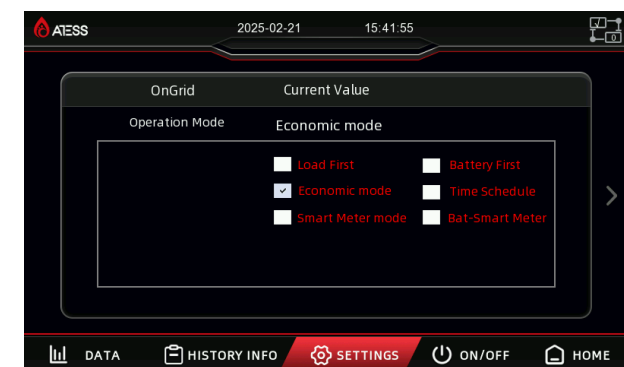 ATESS 2025-02-21 15:41:55
OnGrid Current Value
Operation Mode Economic mode
Load First Battery First
Economic mode Time Schedule
Smart Meter mode Bat-Smart Meter
DATA HISTORY INFO SETTINGS ON/OFF HOME